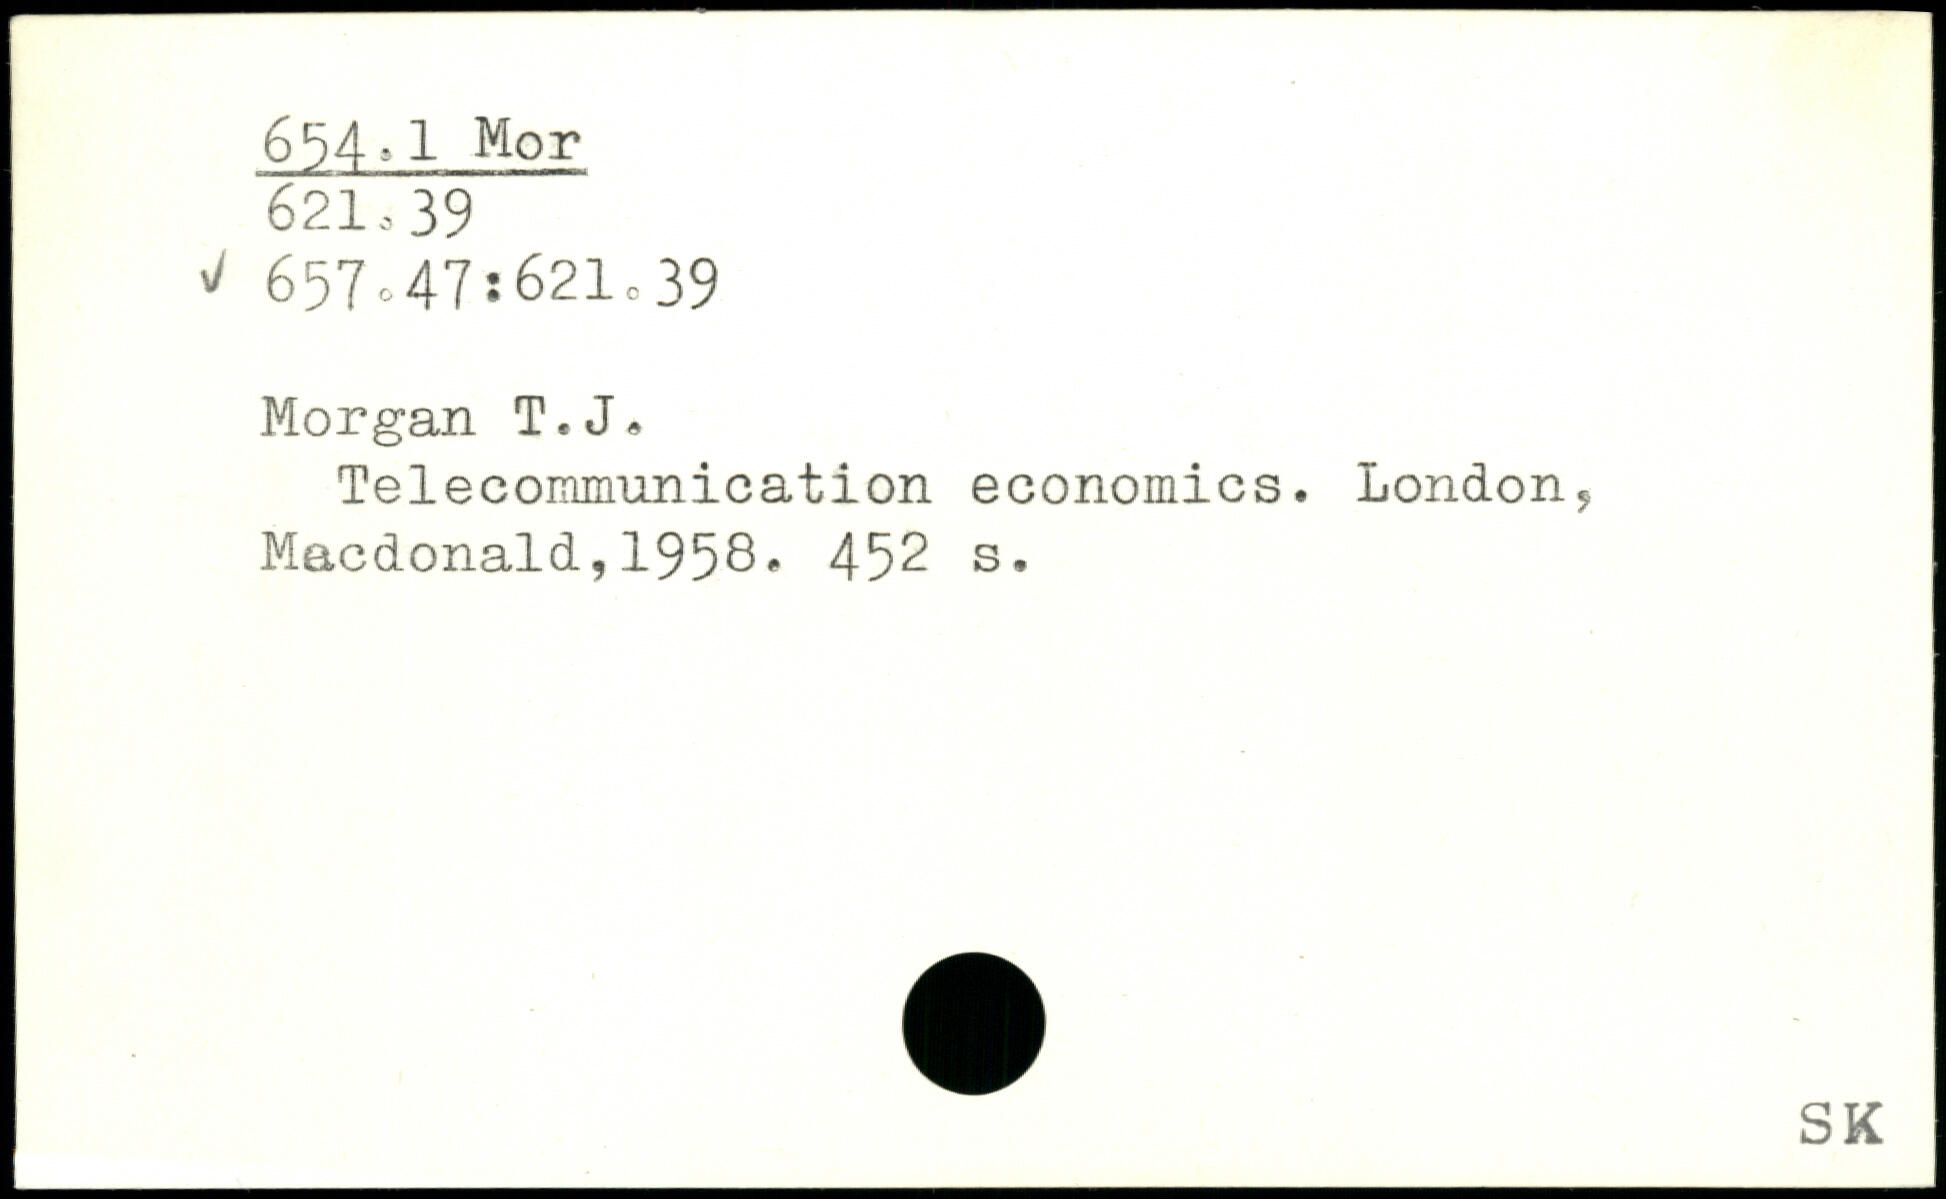 654.1 Mor
621.39
✓ 657.47:621.39
Morgan T.J.
Telecommunication economics. London,
Macdonald,1958. 452 s.
SK